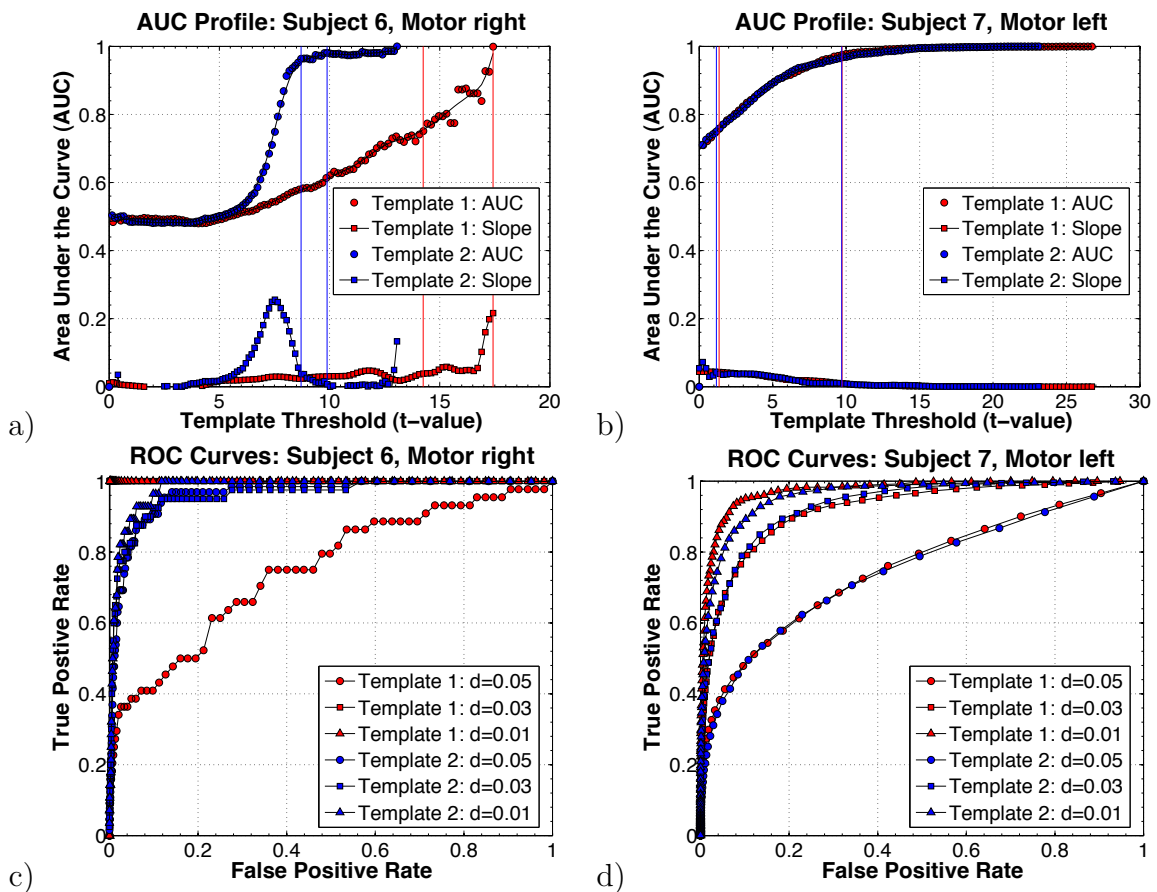 AUC Profile: Subject 6, Motor right
Area Under the Curve (AUC)
1
0.8
0.6
0.4
0.2
0
Template 1: AUC
Template 1: Slope
Template 2: AUC
Template 2: Slope
0 5 10 15 20
Template Threshold (t-value)
a)
AUC Profile: Subject 7, Motor left
Area Under the Curve (AUC)
1
0.8
0.6
0.4
0.2
0
Template 1: AUC
Template 1: Slope
Template 2: AUC
Template 2: Slope
0 5 10 15 20 25 30
Template Threshold (t-value)
b)
ROC Curves: Subject 6, Motor right
True Postive Rate
1
0.8
0.6
0.4
0.2
0
Template 1: d=0.05
Template 1: d=0.03
Template 1: d=0.01
Template 2: d=0.05
Template 2: d=0.03
Template 2: d=0.01
0 0.2 0.4 0.6 0.8 1
False Positive Rate
c)
ROC Curves: Subject 7, Motor left
True Postive Rate
1
0.8
0.6
0.4
0.2
0
Template 1: d=0.05
Template 1: d=0.03
Template 1: d=0.01
Template 2: d=0.05
Template 2: d=0.03
Template 2: d=0.01
0 0.2 0.4 0.6 0.8 1
False Positive Rate
d)